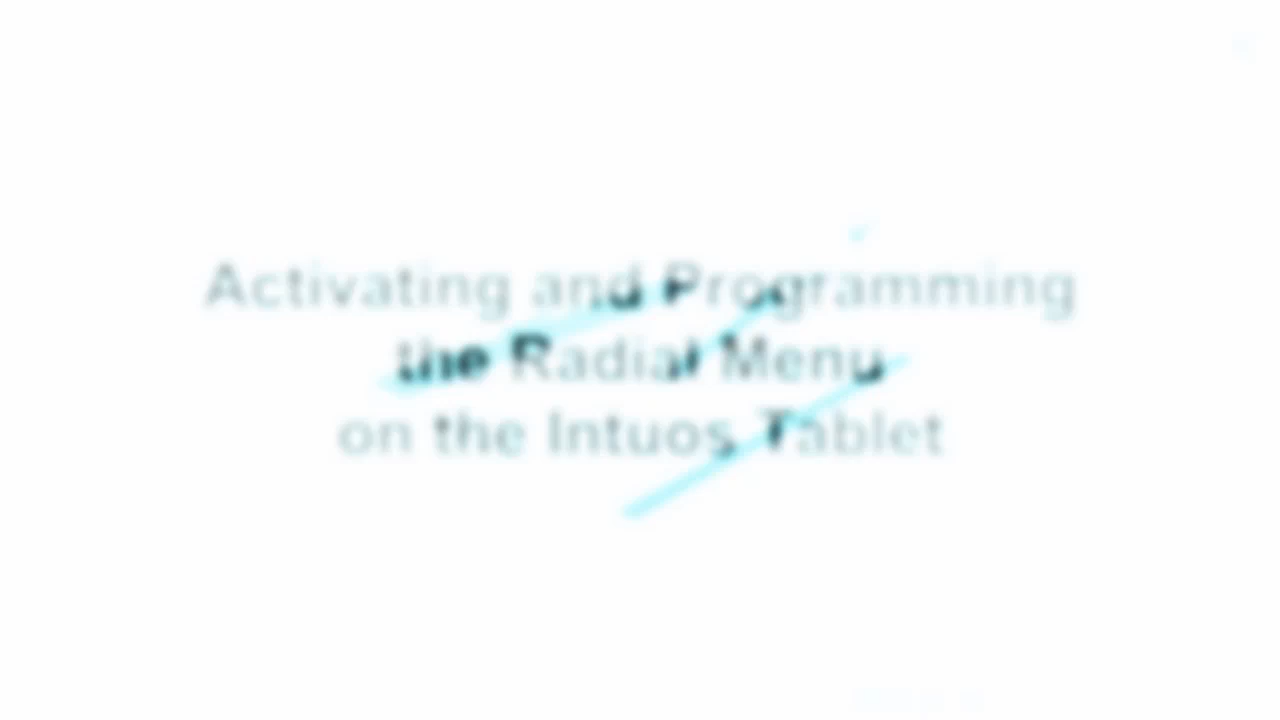 Activating and Programming
the Radial Menu
on the Intuos Tablet